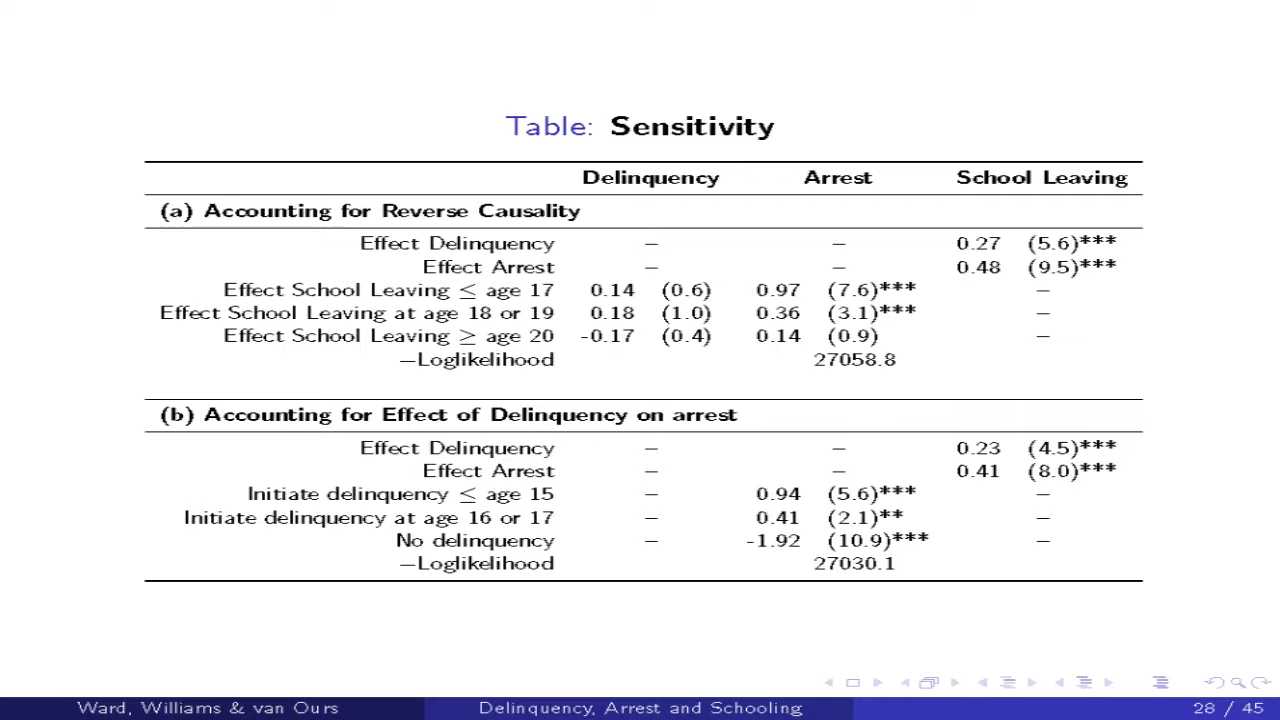 Table: Sensitivity
Delinquency Arrest School Leaving
(a) Accounting for Reverse Causality
Effect Delinquency – – 0.27 (5.6)***
Effect Arrest – – 0.48 (9.5)***
Effect School Leaving ≤ age 17 0.14 (0.6) 0.97 (7.6)*** –
Effect School Leaving at age 18 or 19 0.18 (1.0) 0.36 (3.1)*** –
Effect School Leaving ≥ age 20 -0.17 (0.4) 0.14 (0.9) –
−Loglikelihood 27058.8
(b) Accounting for Effect of Delinquency on arrest
Effect Delinquency – – 0.23 (4.5)***
Effect Arrest – – 0.41 (8.0)***
Initiate delinquency ≤ age 15 – 0.94 (5.6)*** –
Initiate delinquency at age 16 or 17 – 0.41 (2.1)** –
No delinquency – -1.92 (10.9)*** –
−Loglikelihood 27030.1
Ward, Williams & van Ours Delinquency, Arrest and Schooling 28 / 45